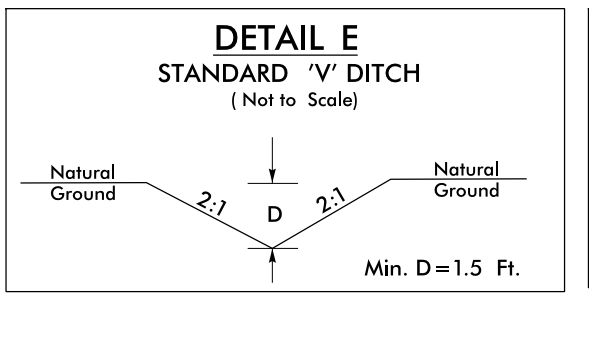 DETAIL E
STANDARD 'V' DITCH
( Not to Scale)
Natural
Ground
2:1
D
2:1
Natural
Ground
Min. D=1.5 Ft.